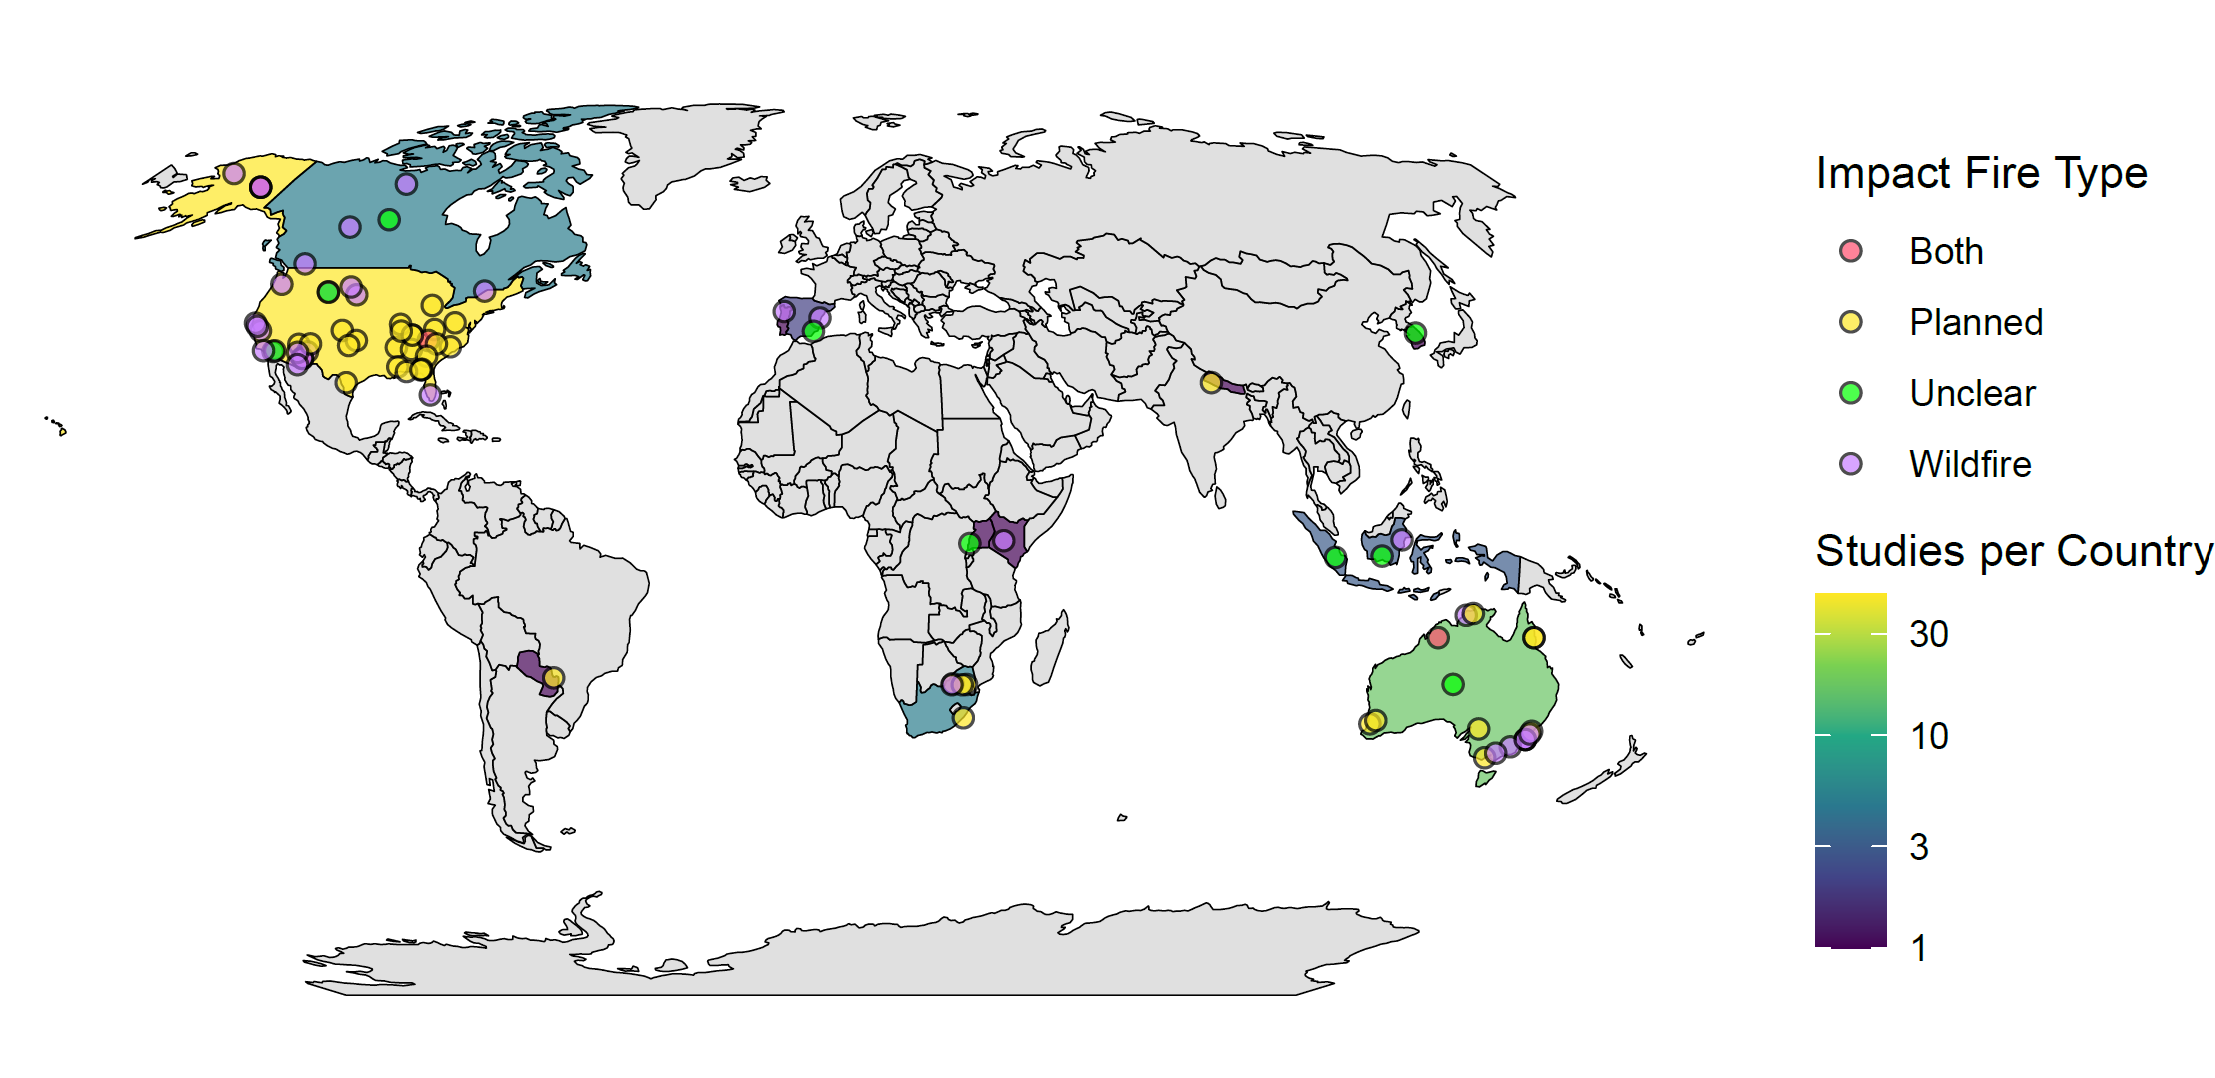 Impact Fire Type
Both
Planned
Unclear
Wildfire
Studies per Country
30
10
3
1